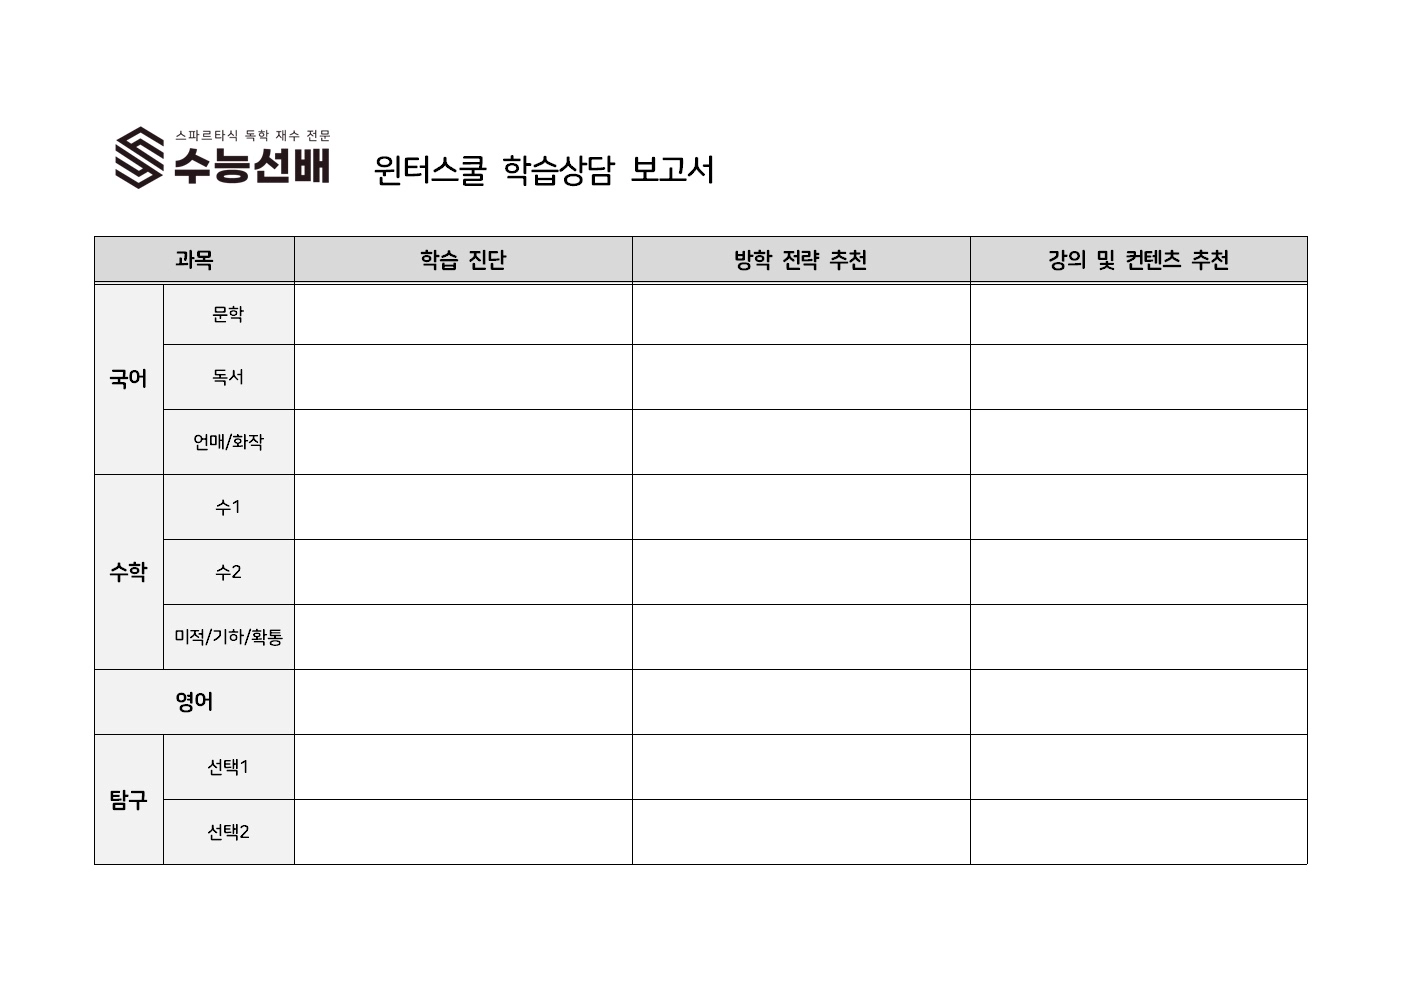 스파르타식 독학 재수 전문
수능선배
윈터스쿨 학습상담 보고서
과목 학습 진단 방학 전략 추천 강의 및 컨텐츠 추천
국어
문학
독서
언매/화작
수학
수1
수2
미적/기하/확통
영어
탐구
선택1
선택2